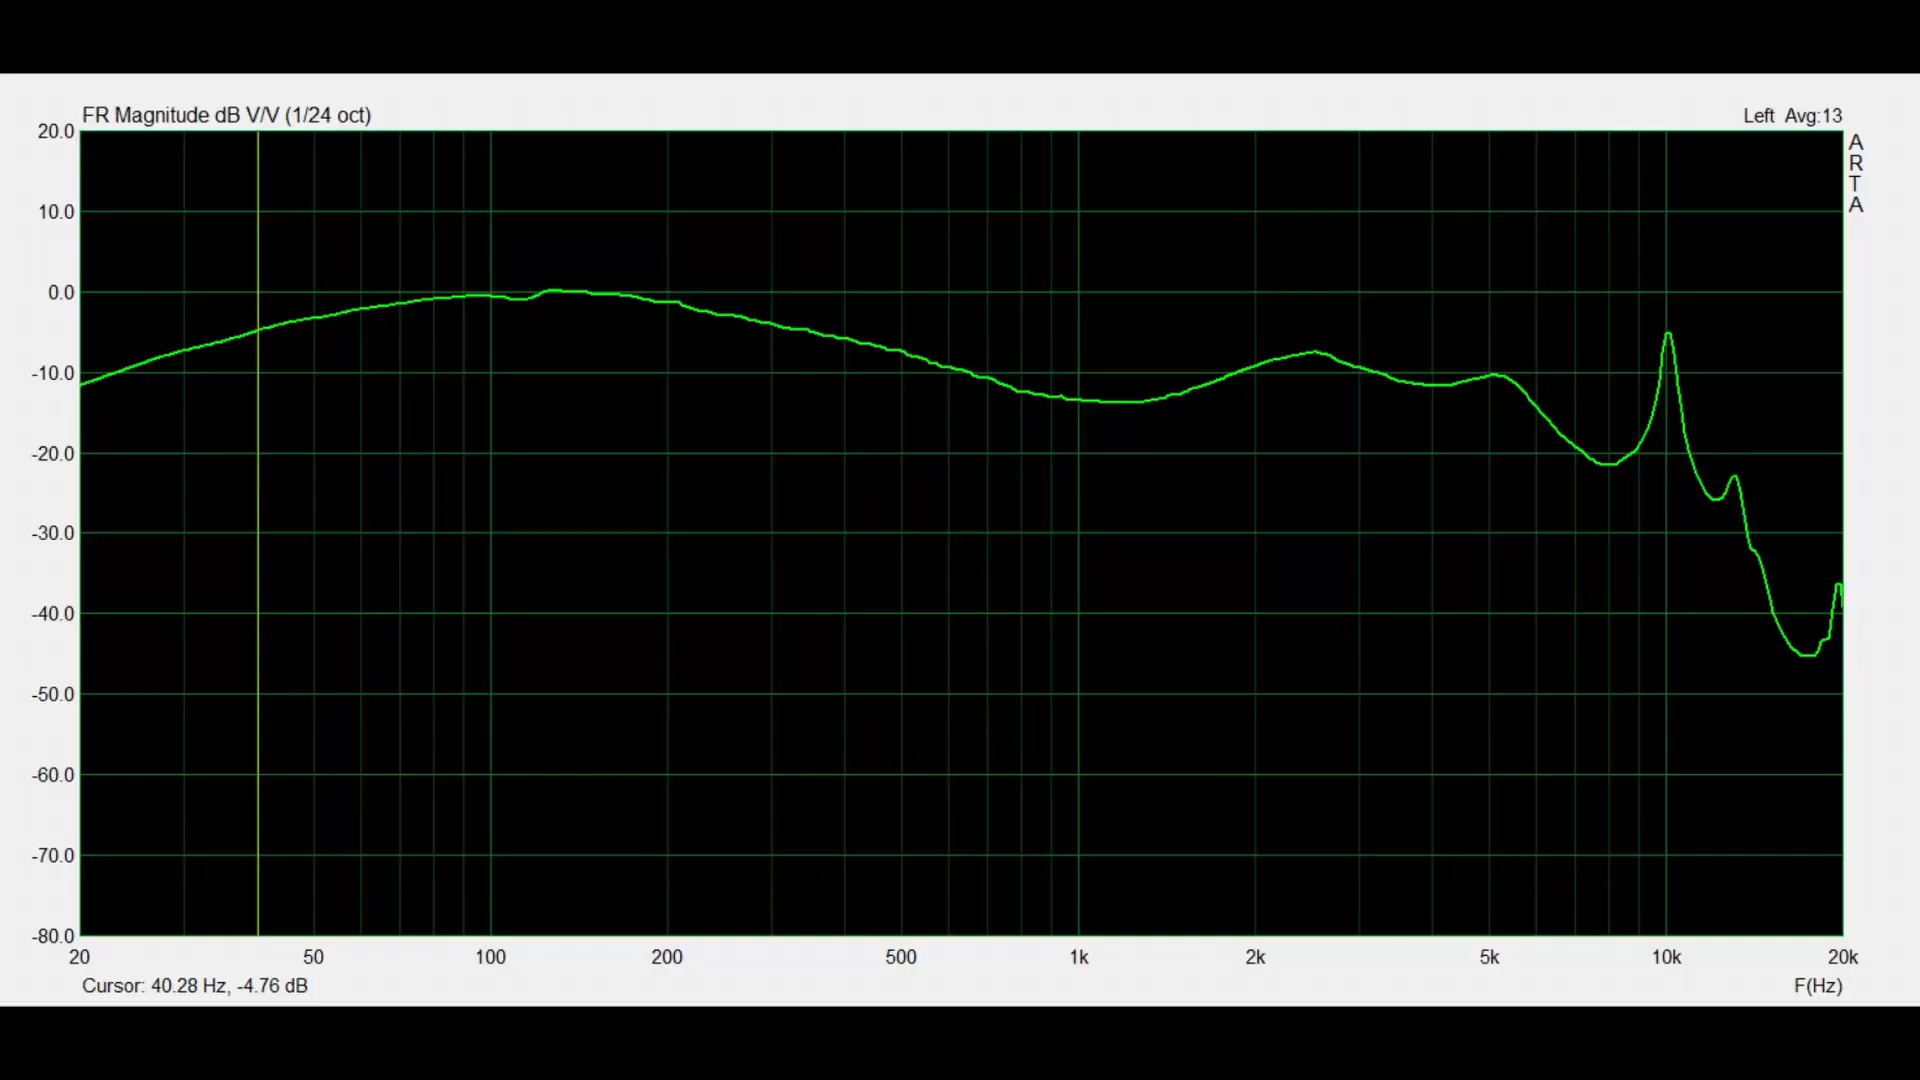 FR Magnitude dB V/V (1/24 oct)
Left Avg:13
20.0
10.0
0.0
-10.0
-20.0
-30.0
-40.0
-50.0
-60.0
-70.0
-80.0
A
R
T
A
20 50 100 200 500 1k 2k 5k 10k 20k
Cursor: 40.28 Hz, -4.76 dB
F(Hz)